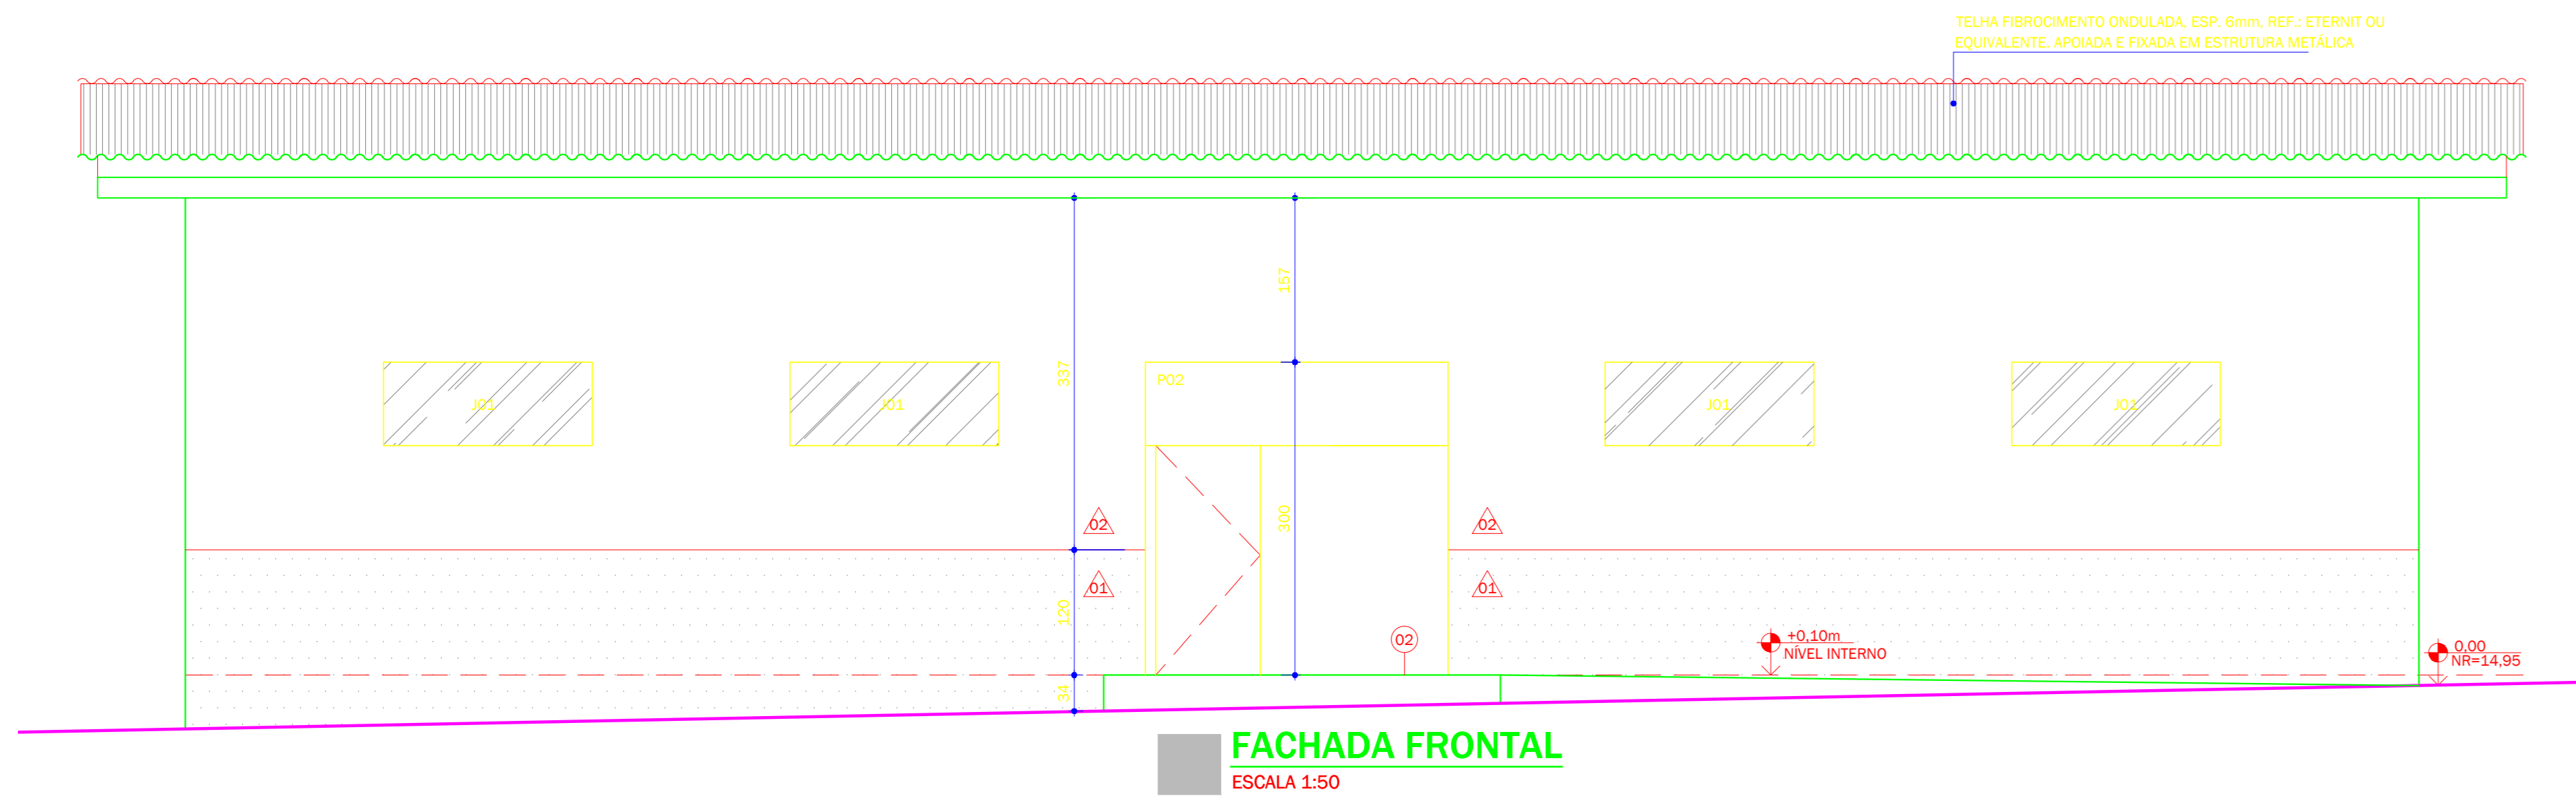 TELHA FIBROCIMENTO ONDULADA, ESP. 6mm, REF.: ETERNIT OU
EQUIVALENTE. APOIADA E FIXADA EM ESTRUTURA METÁLICA
157
337
J01
J01
P02
J01
J01
300
02
02
01
01
120
02
+0,10m
NÍVEL INTERNO
0,00
NR=14,95
34
FACHADA FRONTAL
ESCALA 1:50